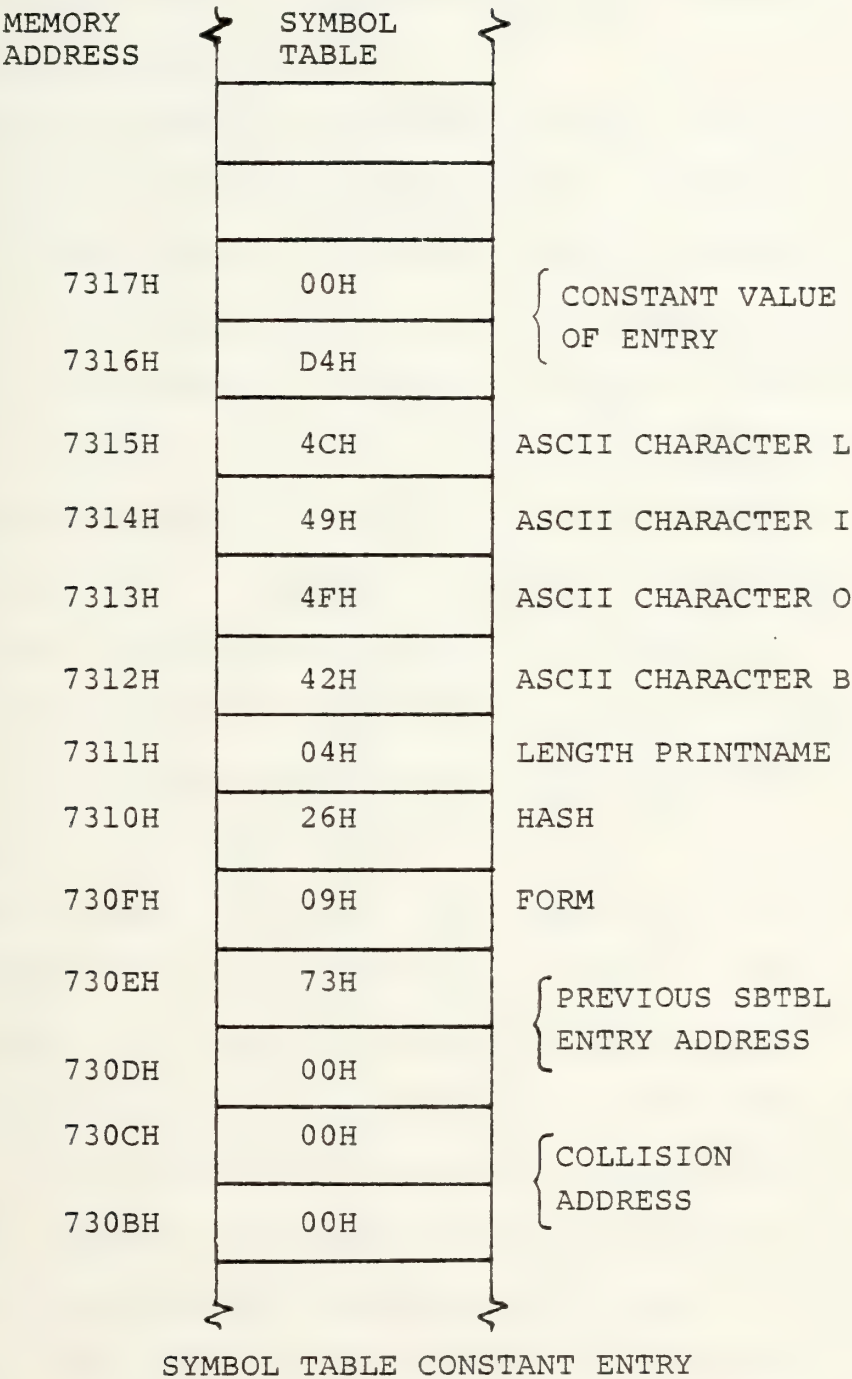 MEMORY SYMBOL
ADDRESS TABLE
7317H 00H CONSTANT VALUE
OF ENTRY
7316H D4H
7315H 4CH ASCII CHARACTER L
7314H 49H ASCII CHARACTER I
7313H 4FH ASCII CHARACTER O
7312H 42H ASCII CHARACTER B
7311H 04H LENGTH PRINTNAME
7310H 26H HASH
730FH 09H FORM
730EH 73H PREVIOUS SBTBL
ENTRY ADDRESS
730DH 00H
730CH 00H COLLISION
ADDRESS
730BH 00H
SYMBOL TABLE CONSTANT ENTRY